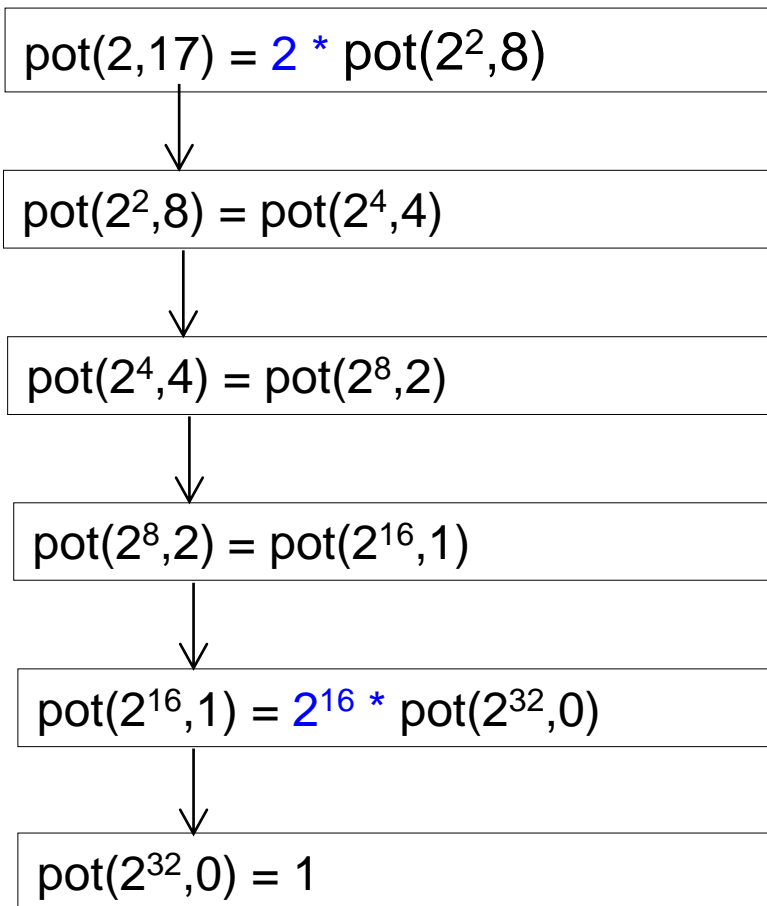 pot(2,17) = 2 * pot(2²,8)
pot(2²,8) = pot(2⁴,4)
pot(2⁴,4) = pot(2⁸,2)
pot(2⁸,2) = pot(2¹⁶,1)
pot(2¹⁶,1) = 2¹⁶ * pot(2³²,0)
pot(2³²,0) = 1